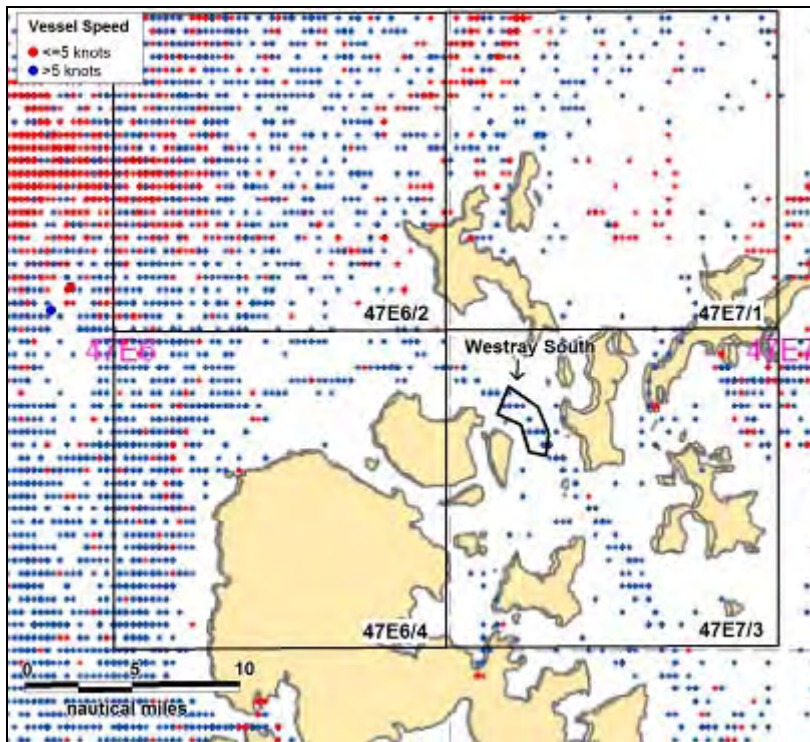 Vessel Speed
<=5 knots
>5 knots
47E6/2
47E7/1
47E6
47E7
Westray South
47E6/4
47E7/3
0 5 10
nautical miles